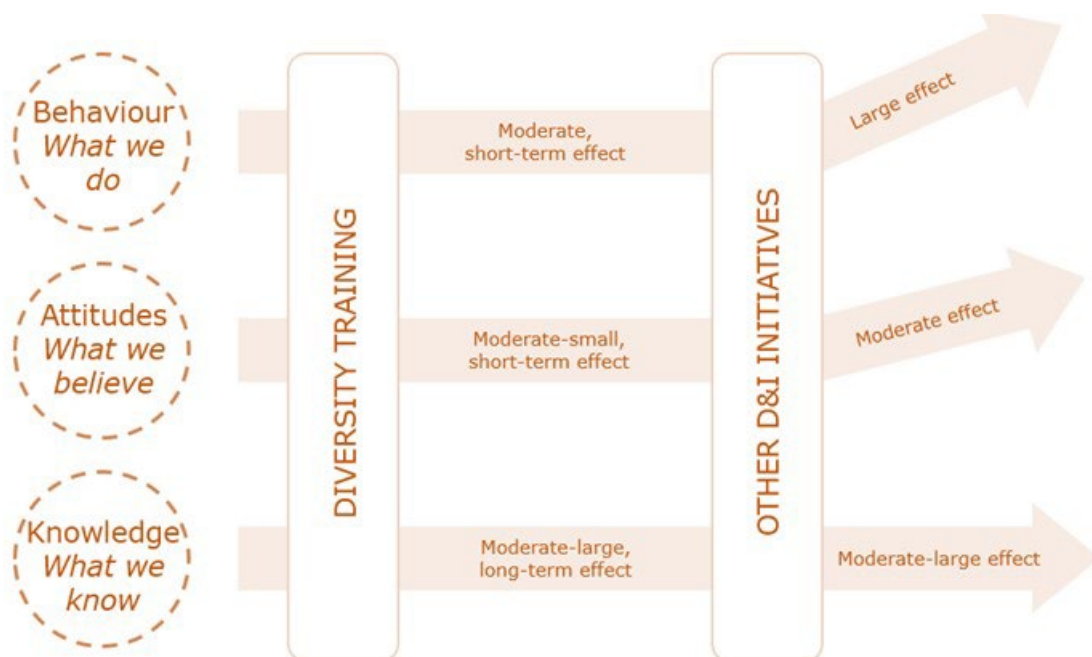 Behaviour
What we
do
Attitudes
What we
believe
Knowledge
What we
know
DIVERSITY TRAINING
Moderate,
short-term effect
Moderate-small,
short-term effect
Moderate-large,
long-term effect
OTHER D&I INITIATIVES
Large effect
Moderate effect
Moderate-large effect